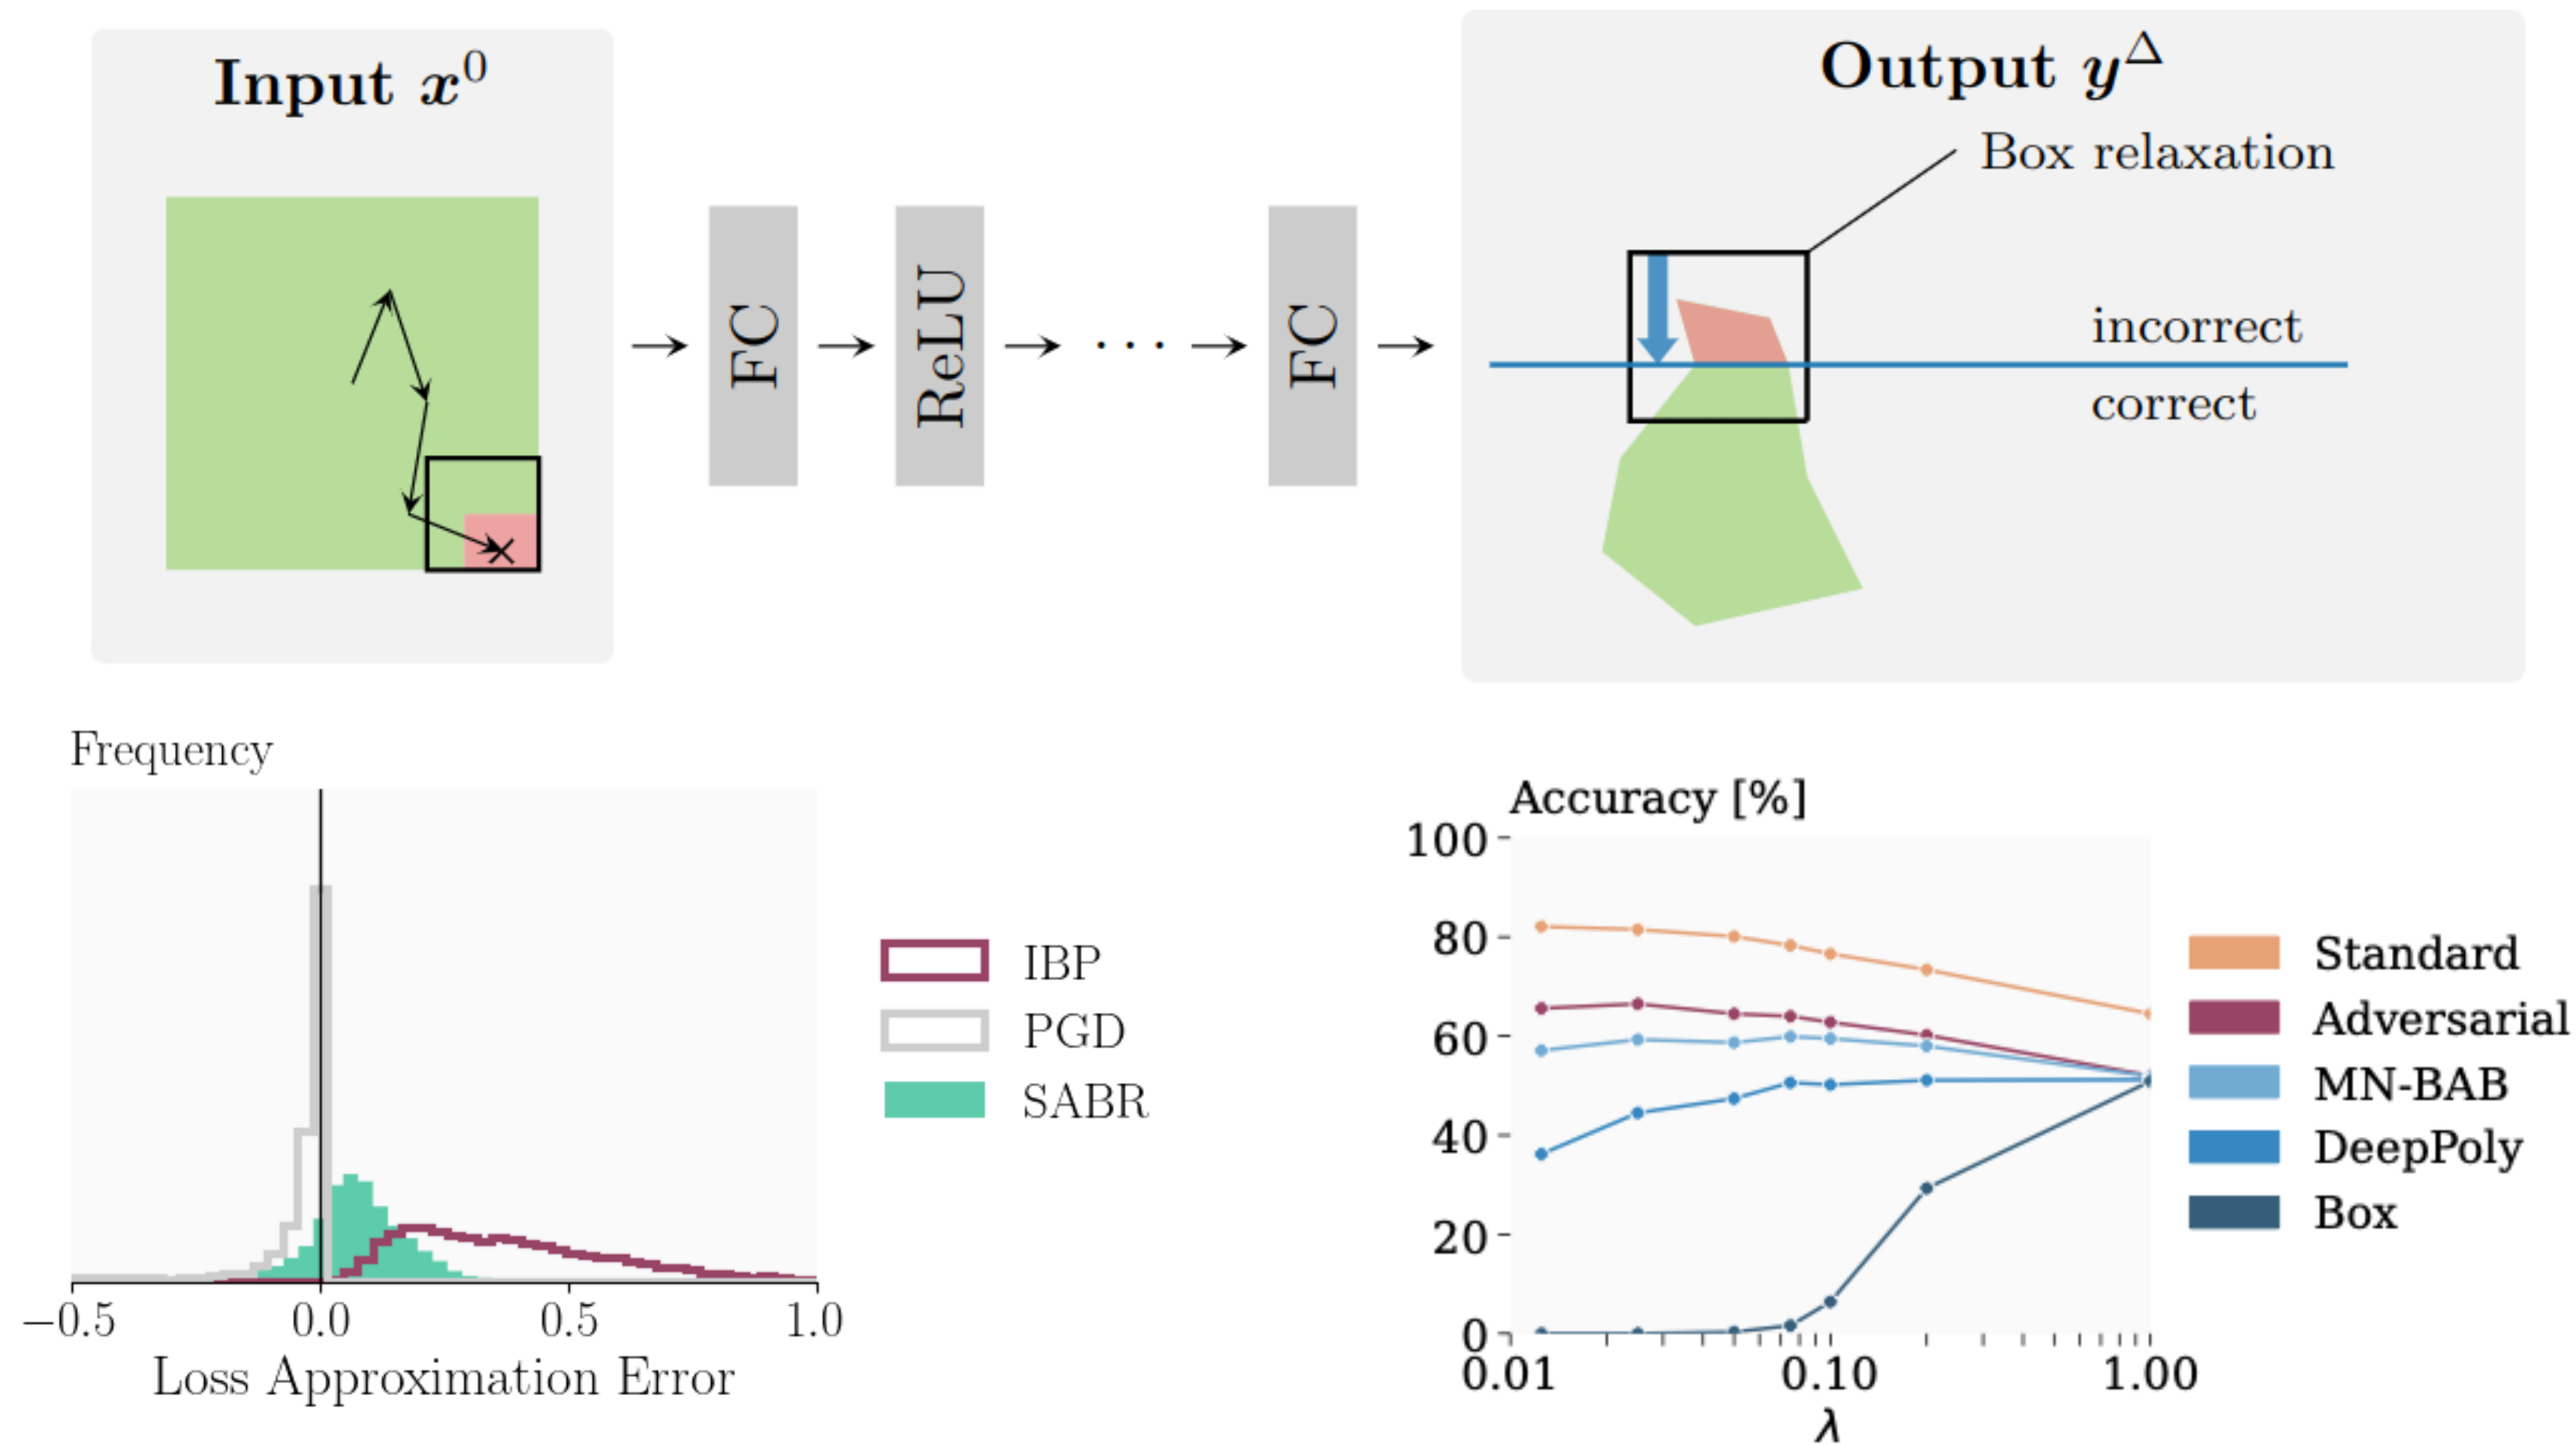 Input x⁰
Output y^Δ
Box relaxation
FC
ReLU
···
FC
incorrect
correct
Frequency
IBP
PGD
SABR
−0.5 0.0 0.5 1.0
Loss Approximation Error
Accuracy [%]
100
80
60
40
20
0
0.01 0.10 1.00
λ
Standard
Adversarial
MN-BAB
DeepPoly
Box